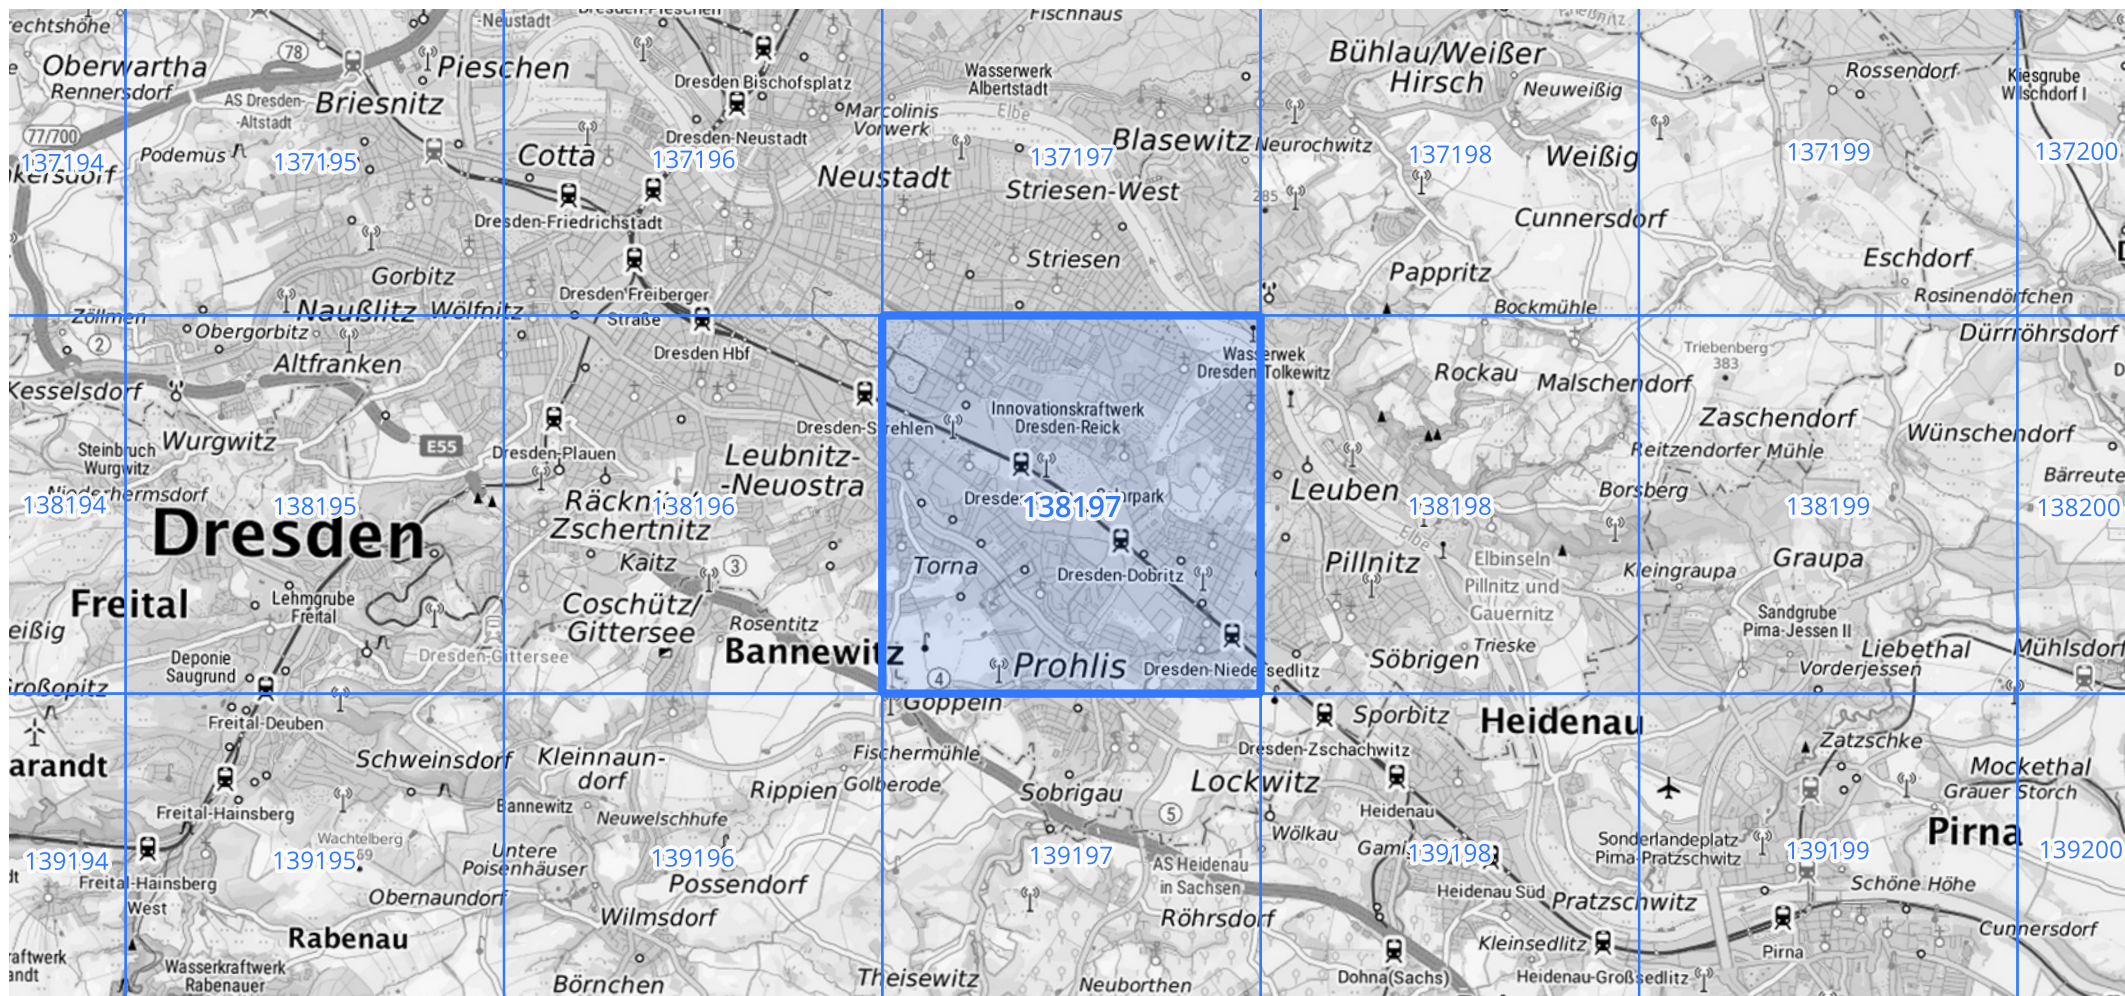 echtshöhe
-Neustadt
Dresden-Pieschen
Fischhaus
78
Oberwartha
Rennersdorf
Pieschen
AS Dresden-
-Altstadt
Briesnitz
Dresden Bischofsplatz
Wasserwerk
Albertstadt
Elbe
Bühlau/Weißer
Hirsch
Neuweißig
Rossendorf
Kiesgrube
Wilschdorf I
77/700
Podemus
Cotta
Dresden-Neustadt
Marcolinis
Vorwerk
Blasewitz
Neurochwitz
Weißig
137194
137195
137196
137197
137198
137199
137200
Neustadt
Striesen-West
285
Dresden-Friedrichstadt
Cunnersdorf
Gorbitz
Striesen
Pappritz
Eschdorf
Dresden Freiberger
Straße
Naußlitz
Wölfnitz
Bockmühle
Rosinendörfchen
Zöllmen
2
Obergorbitz
Altfranken
Dresden Hbf
Wasserwek
Dresden Tolkewitz
Rockau
Malschendorf
Triebenberg
383
Dürrröhrsdorf
Kesselsdorf
Dresden-Strehlen
Innovationskraftwerk
Dresden-Reick
Zaschendorf
Wünschendorf
Steinbruch
Wurgwitz
Wurgwitz
E55
Dresden-Plauen
Leubnitz-
-Neuostra
Reitzendorfer Mühle
Bärreute
Niederhermsdorf
Räcknitz/
Zschertnitz
Leuben
Borsberg
138194
138195
138196
138197
138198
138199
138200
Dresden
Kaitz
3
Torna
Dresden-Dobritz
Elbe
Pillnitz
Elbinseln
Pillnitz und
Gauernitz
Graupa
Kleingraupa
Freital
Lehmgrube
Freital
Coschütz/
Gittersee
Rosentitz
Sandgrube
Pirna-Jessen II
eißig
Dresden-Gittersee
Bannewitz
Prohlis
Dresden-Niedersedlitz
Söbrigen
Trieske
Liebethal
Mühlsdorf
Deponie
Saugrund
4
Vorderjessen
Großopitz
Freital-Deuben
Goppeln
Sporbitz
Heidenau
arandt
Schweinsdorf
Kleinnaun-
dorf
Fischermühle
Dresden-Zschachwitz
Zatzschke
Rippien
Golberode
Sobrigau
Lockwitz
Mockethal
Grauer Storch
Freital-Hainsberg
Bannewitz
Neuwelschhufe
5
Heidenau
Pirna
Wachtelberg
Wölkau
Sonderlandeplatz
Pirna-Pratzschwitz
139194
139195
139196
139197
139198
139199
139200
Untere
Poisenhäuser
AS Heidenau
in Sachsen
Freital-Hainsberg
West
Obernaundorf
Possendorf
Heidenau Süd
Schöne Höhe
Wilmsdorf
Röhrsdorf
Pratzschwitz
Rabenau
Kleinsedlitz
Pirna
Cunnersdorf
Wasserkraftwerk
Rabenauer
Börnchen
Theisewitz
Neuborthen
Dohna(Sachs)
Heidenau-Großsedlitz